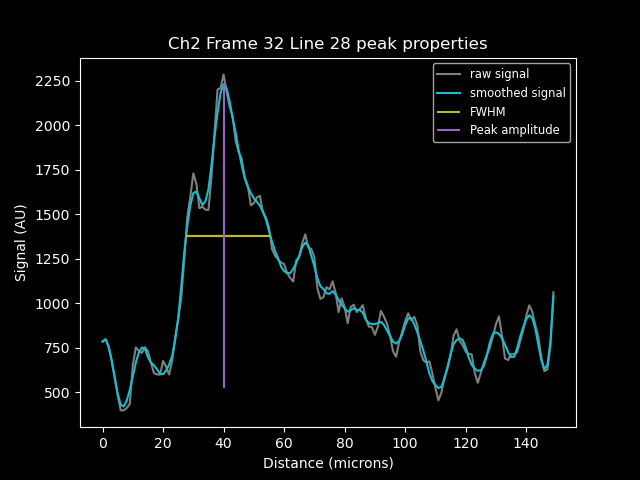 Ch2 Frame 32 Line 28 peak properties
raw signal
smoothed signal
FWHM
Peak amplitude
Signal (AU)
2250
2000
1750
1500
1250
1000
750
500
0 20 40 60 80 100 120 140
Distance (microns)